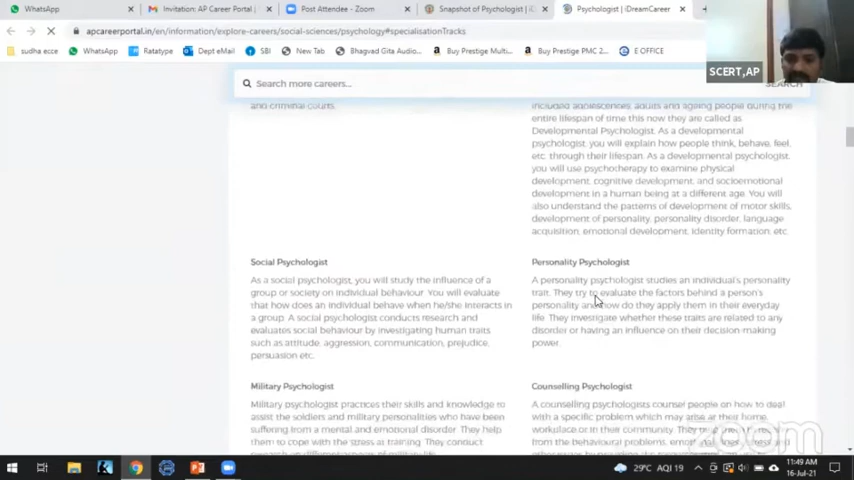 WhatsApp
Invitation: AP Career Portal |
Post Attendee - Zoom
Snapshot of Psychologist | iD
Psychologist | iDreamCareer
apcareerportal.in/en/information/explore-careers/social-sciences/psychology#specialisationTracks
sudha ecce
WhatsApp
Ratatype
Dept eMail
SBI
New Tab
Bhagvad Gita Audio...
Buy Prestige Multi...
Buy Prestige PMC 2...
E OFFICE
SCERT,AP
Search more careers...
SEARCH
and criminal courts.
included adolescences, adults and ageing people during the
entire lifespan of time this now they are called as
Developmental Psychologist. As a developmental
psychologist, you will explain how people think, behave, feel,
etc. through their lifespan. As a developmental psychologist,
you will use psychotherapy to examine physical
development, cognitive development, and socioemotional
development in a human being at a different age. You will
also understand the patterns of development of motor skills,
development of personality, personality disorder, language
acquisition, emotional development, identity formation, etc.
Social Psychologist
As a social psychologist, you will study the influence of a
group or society on individual behaviour. You will evaluate
that how does an individual behave when he/she interacts in
a group. A social psychologist conducts research and
evaluates social behaviour by investigating human traits
such as attitude, aggression, communication, prejudice,
persuasion etc.
Personality Psychologist
A personality psychologist studies an individual's personality
trait. They try to evaluate the factors behind a person's
personality and how do they apply them in their everyday
life. They investigate whether these traits are related to any
disorder or having an influence on their decision-making
power.
Military Psychologist
Military psychologist practices their skills and knowledge to
assist the soldiers and military personalities who have been
suffering from a mental and emotional disorder. They help
them to cope with the stress at training. They conduct
Counselling Psychologist
A counselling psychologists counsel people on how to deal
with a specific problem which may arise at their home,
workplace or in their community.
from the behavioural problems,
zoom
29°C AQI 19
11:49 AM
16-Jul-21